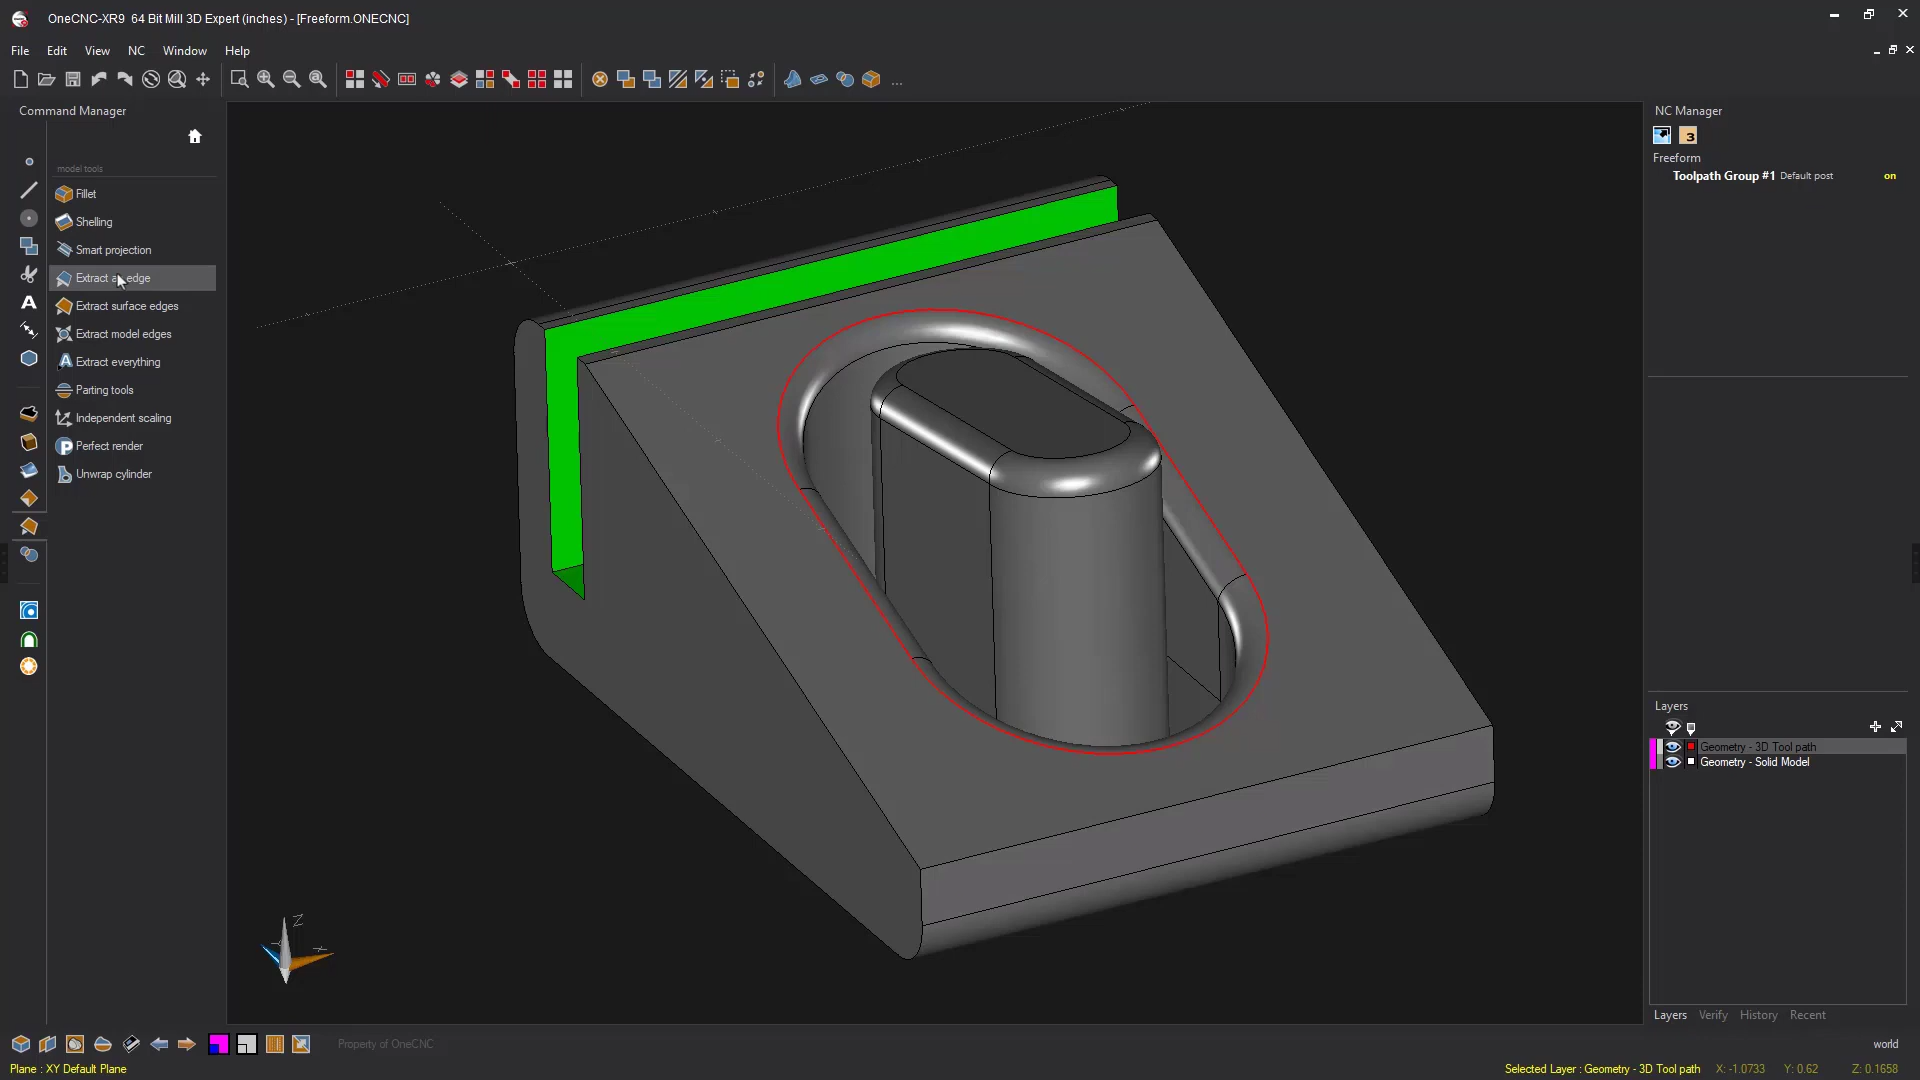 OneCNC-XR9 64 Bit Mill 3D Expert (inches) - [Freeform.ONECNC]
File Edit View NC Window Help
...
Command Manager
NC Manager
3
Freeform
Toolpath Group #1 Default post on
model tools
Fillet
Shelling
Smart projection
Extract an edge
Extract surface edges
Extract model edges
Extract everything
Parting tools
Independent scaling
Perfect render
Unwrap cylinder
A
Layers
Geometry - 3D Tool path
Geometry - Solid Model
Z
X
Layers Verify History Recent
Property of OneCNC
world
Plane : XY Default Plane
Selected Layer : Geometry - 3D Tool path X: -1.0733 Y: 0.62 Z: 0.1658